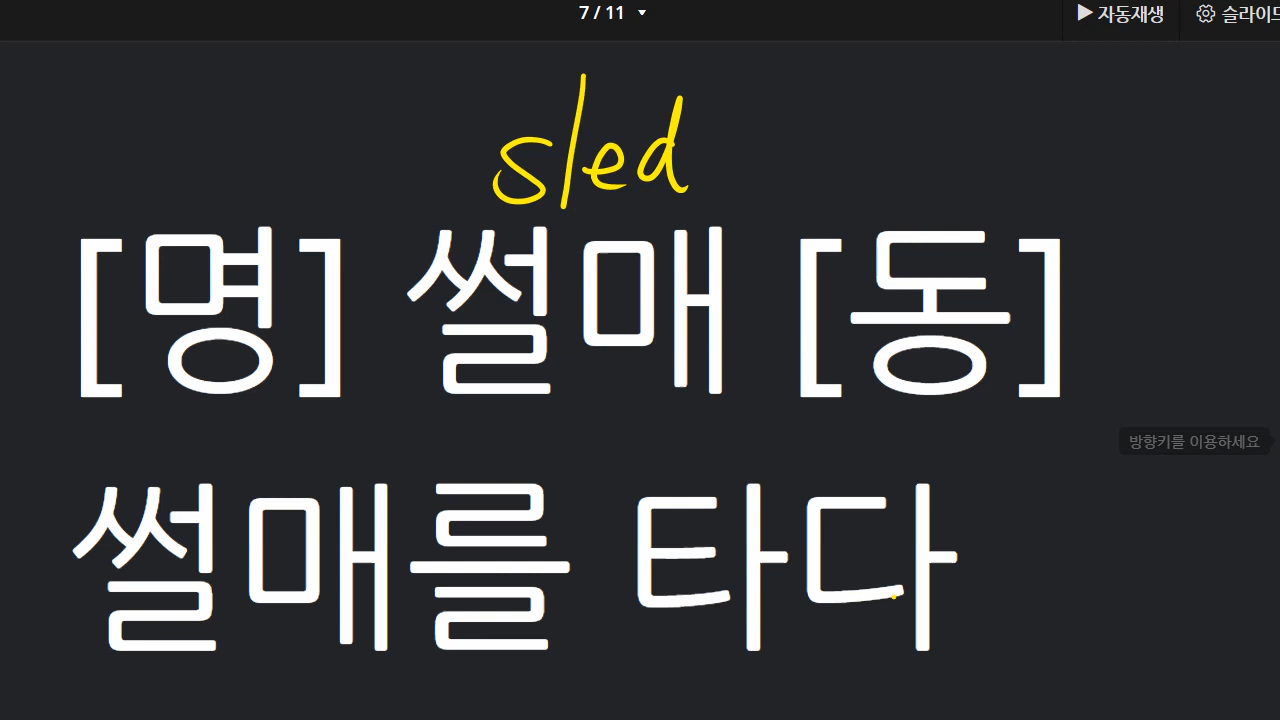 7 / 11
자동재생
슬라이드
sled
[명] 썰매 [동]
방향키를 이용하세요
썰매를 타다